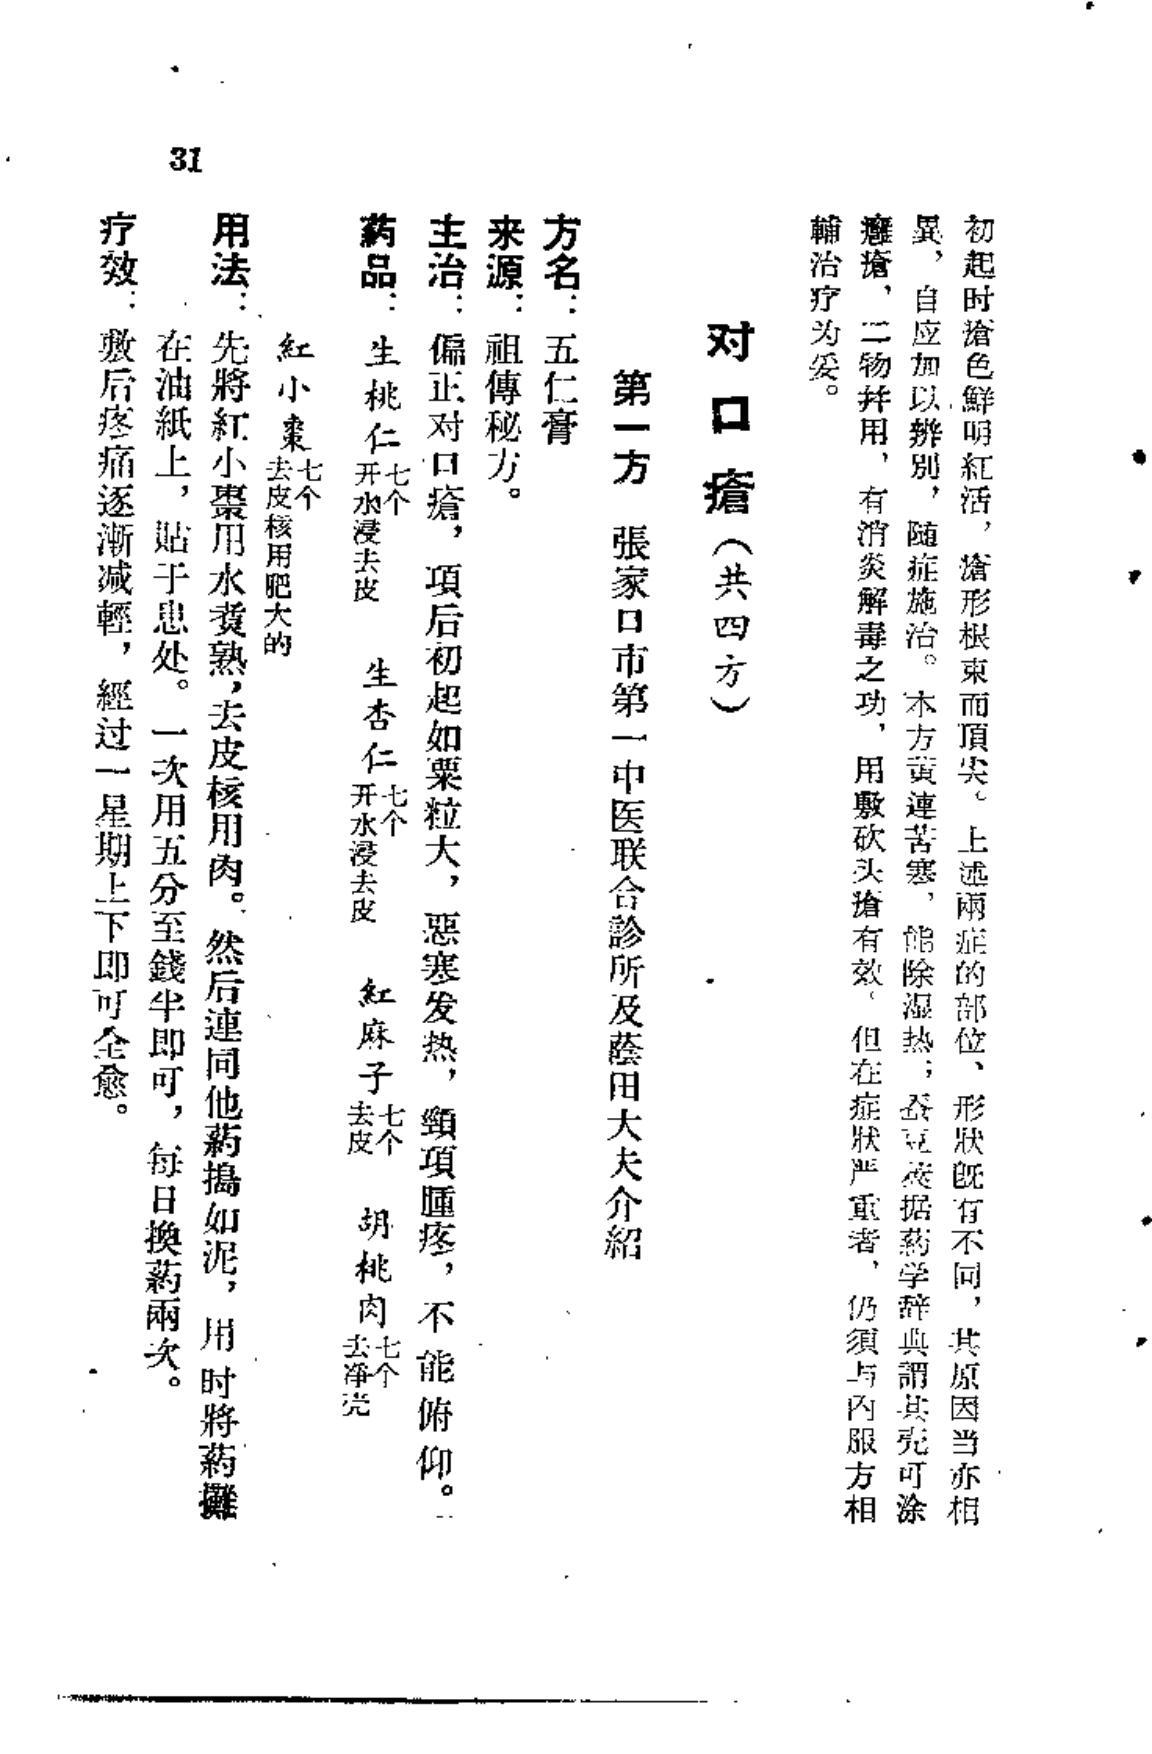 初起时瘡色鮮明紅活，瘡形根束而頂尖。上述兩症的部位、形狀旣有不同，其原因当亦相
異，自应加以辨別，随症施治。本方黄連苦寒，能除湿热；蚕豆莢据葯学辞典謂其壳可涂
癰瘡，二物幷用，有消炎解毒之功，用敷砍头瘡有效。但在症狀严重者，仍須与內服方相
輔治疗为妥。
对口瘡（共四方）
第一方　張家口市第一中医联合診所及蔭田大夫介紹
方名：五仁膏
来源：祖傳秘方。
主治：偏正对口瘡，項后初起如粟粒大，惡寒发热，頸項腫疼，不能俯仰。
葯品：生桃仁七个开水浸去皮　生杏仁七个开水浸去皮　紅麻子七个去皮　胡桃肉七个去净壳
紅小棗七个去皮核用肥大的
用法：先將紅小棗用水煑熟，去皮核用肉。然后連同他葯搗如泥，用时將葯攤
在油紙上，貼于患处。一次用五分至錢半即可，每日換葯兩次。
疗效：敷后疼痛逐漸减輕，經过一星期上下即可全愈。
31